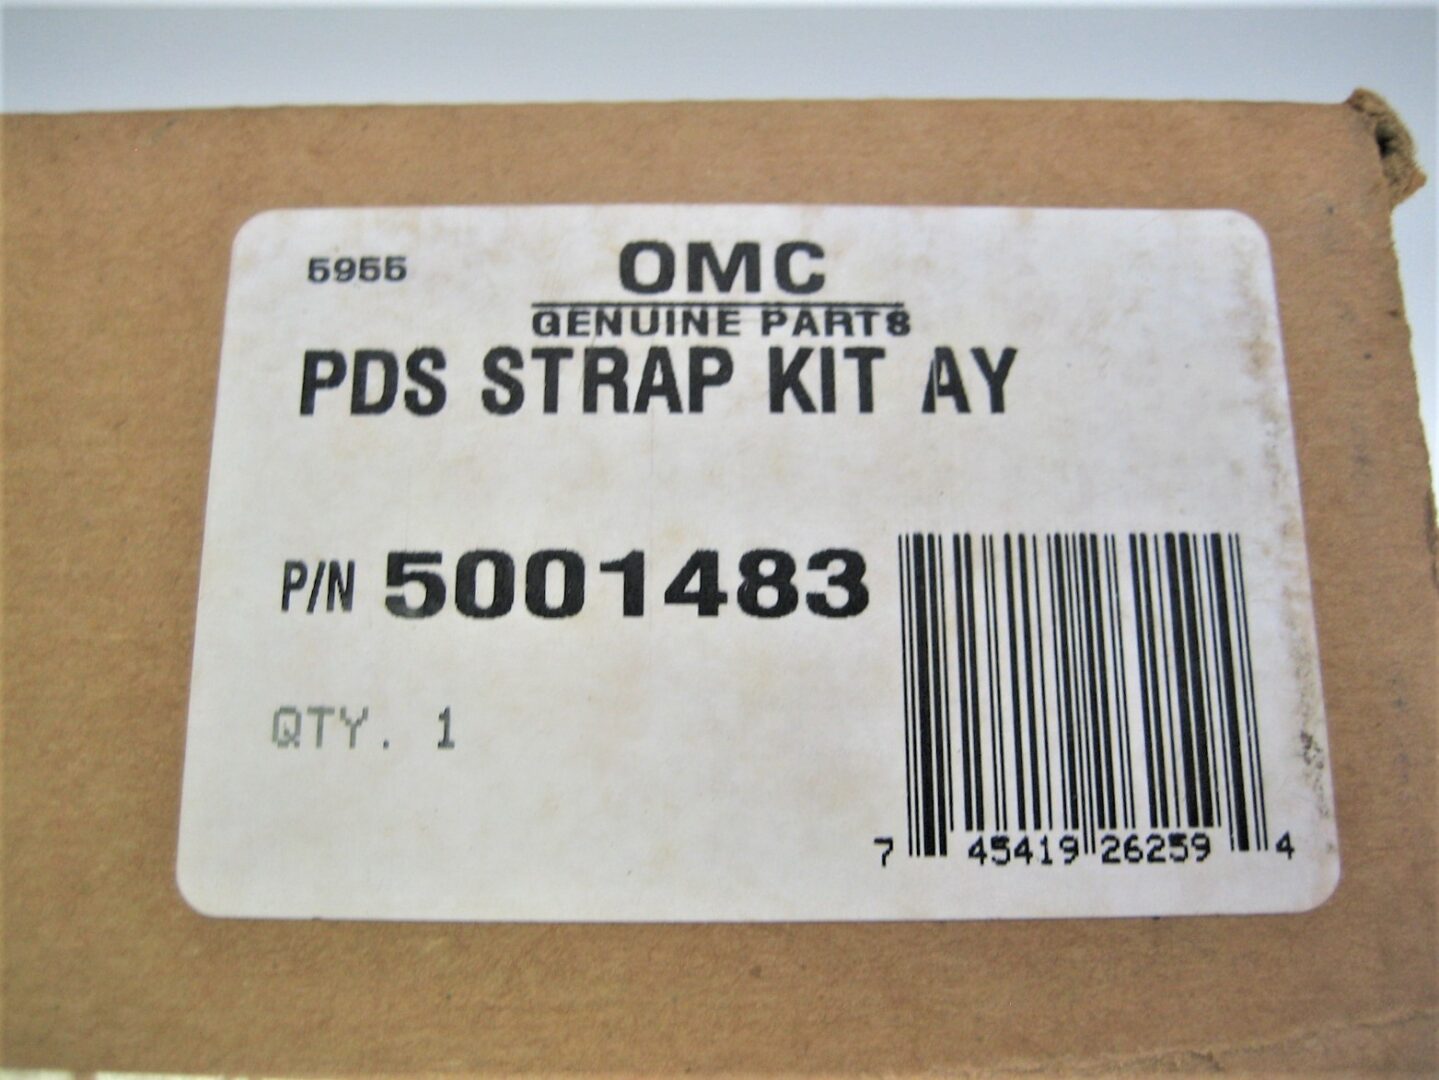 5955
OMC
GENUINE PARTS
PDS STRAP KIT AY
P/N 5001483
QTY. 1
7 45419 26259 4